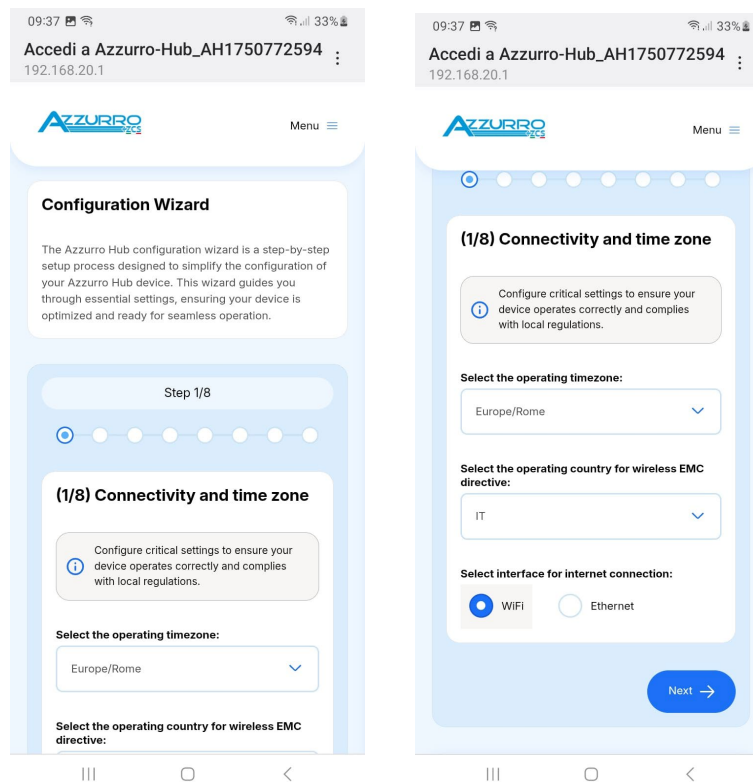 09:37 33%
Accedi a Azzurro-Hub_AH1750772594
192.168.20.1
AZZURRO
ZCS
Menu
Configuration Wizard
The Azzurro Hub configuration wizard is a step-by-step
setup process designed to simplify the configuration of
your Azzurro Hub device. This wizard guides you
through essential settings, ensuring your device is
optimized and ready for seamless operation.
Step 1/8
(1/8) Connectivity and time zone
Configure critical settings to ensure your
device operates correctly and complies
with local regulations.
Select the operating timezone:
Europe/Rome
Select the operating country for wireless EMC
directive:
09:37 33%
Accedi a Azzurro-Hub_AH1750772594
192.168.20.1
AZZURRO
ZCS
Menu
(1/8) Connectivity and time zone
Configure critical settings to ensure your
device operates correctly and complies
with local regulations.
Select the operating timezone:
Europe/Rome
Select the operating country for wireless EMC
directive:
IT
Select interface for internet connection:
WiFi Ethernet
Next